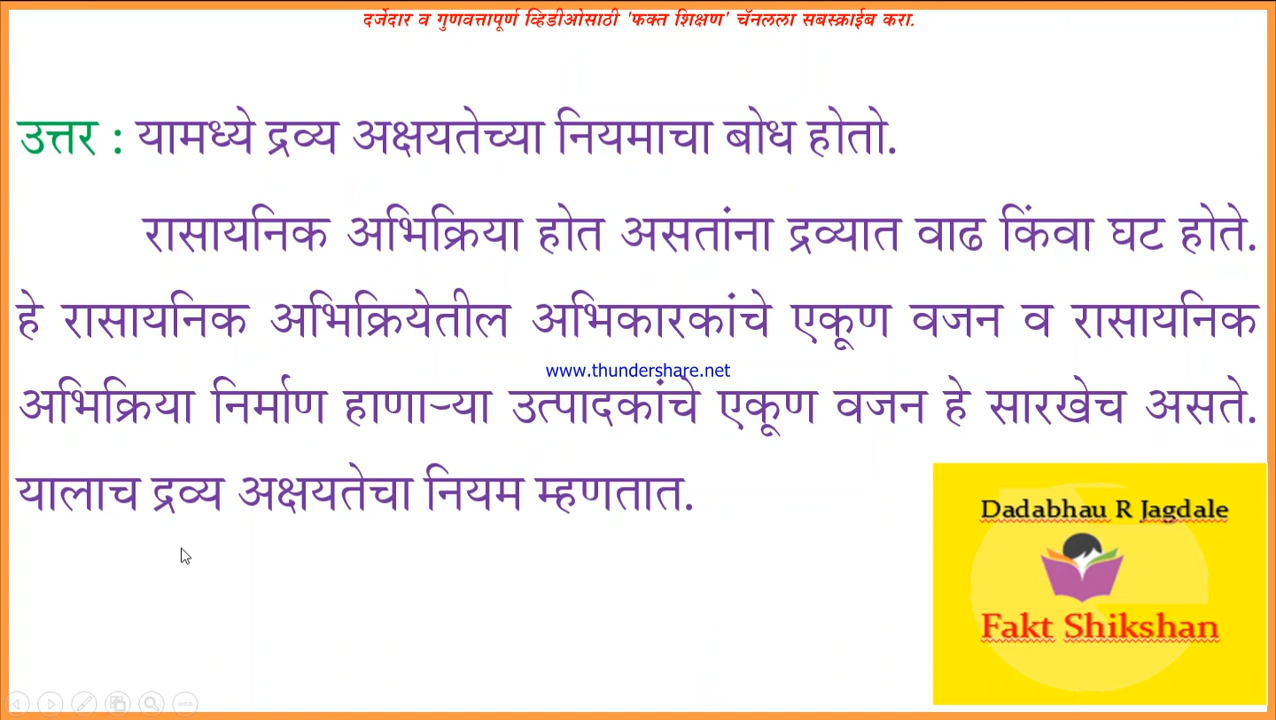 दर्जेदार व गुणवत्तापूर्ण व्हिडीओसाठी 'फक्त शिक्षण' चॅनलला सबस्क्राईब करा.
उत्तर : यामध्ये द्रव्य अक्षयतेच्या नियमाचा बोध होतो.
रासायनिक अभिक्रिया होत असतांना द्रव्यात वाढ किंवा घट होते.
हे रासायनिक अभिक्रियेतील अभिकारकांचे एकूण वजन व रासायनिक
www.thundershare.net
अभिक्रिया निर्माण हाणाऱ्या उत्पादकांचे एकूण वजन हे सारखेच असते.
यालाच द्रव्य अक्षयतेचा नियम म्हणतात.
Dadabhau R Jagdale
Fakt Shikshan